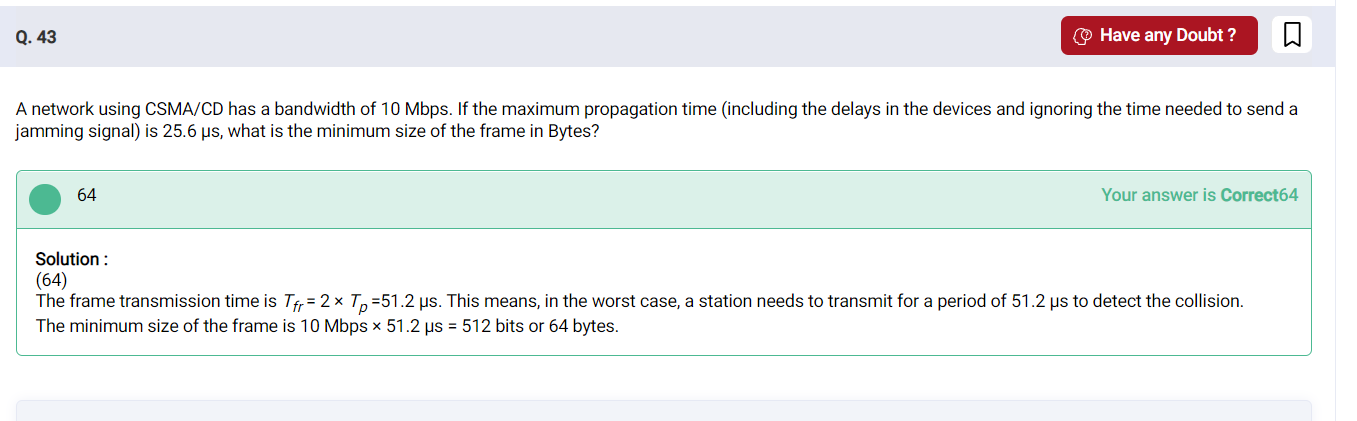 Q. 43
Have any Doubt ?
A network using CSMA/CD has a bandwidth of 10 Mbps. If the maximum propagation time (including the delays in the devices and ignoring the time needed to send a
jamming signal) is 25.6 μs, what is the minimum size of the frame in Bytes?
64
Your answer is Correct64
Solution :
(64)
The frame transmission time is Tfr = 2 × Tp =51.2 μs. This means, in the worst case, a station needs to transmit for a period of 51.2 μs to detect the collision.
The minimum size of the frame is 10 Mbps × 51.2 μs = 512 bits or 64 bytes.